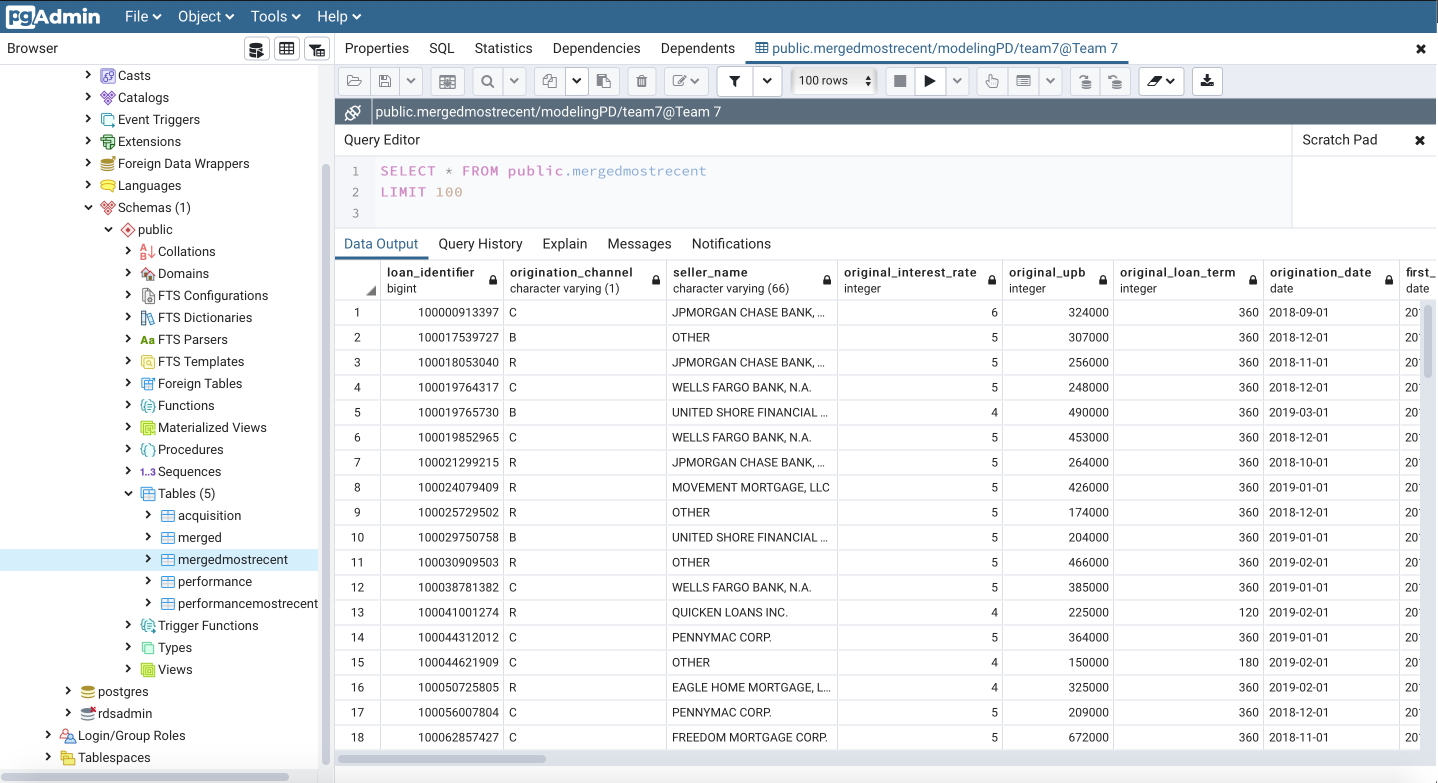 pgAdmin File Object Tools Help
Browser
Properties SQL Statistics Dependencies Dependents public.mergedmostrecent/modelingPD/team7@Team 7
Casts
Catalogs
Event Triggers
Extensions
Foreign Data Wrappers
Languages
Schemas (1)
public
Collations
Domains
FTS Configurations
FTS Dictionaries
Aa FTS Parsers
FTS Templates
Foreign Tables
Functions
Materialized Views
Procedures
1..3 Sequences
Tables (5)
acquisition
merged
mergedmostrecent
performance
performancemostrecent
Trigger Functions
Types
Views
postgres
rdsadmin
Login/Group Roles
Tablespaces
100 rows
public.mergedmostrecent/modelingPD/team7@Team 7
Query Editor
Scratch Pad
1 SELECT * FROM public.mergedmostrecent
2 LIMIT 100
3
Data Output Query History Explain Messages Notifications
loan_identifier origination_channel seller_name original_interest_rate original_upb original_loan_term origination_date first_
bigint character varying (1) character varying (66) integer integer integer date date
1 100000913397 C JPMORGAN CHASE BANK, ... 6 324000 360 2018-09-01 20
2 100017539727 B OTHER 5 307000 360 2018-12-01 20
3 100018053040 R JPMORGAN CHASE BANK, ... 5 256000 360 2018-11-01 20
4 100019764317 C WELLS FARGO BANK, N.A. 5 248000 360 2018-12-01 20
5 100019765730 B UNITED SHORE FINANCIAL ... 4 490000 360 2019-03-01 20
6 100019852965 C WELLS FARGO BANK, N.A. 5 453000 360 2018-12-01 20
7 100021299215 R JPMORGAN CHASE BANK, ... 5 264000 360 2018-10-01 20
8 100024079409 R MOVEMENT MORTGAGE, LLC 5 426000 360 2019-01-01 20
9 100025729502 R OTHER 5 174000 360 2018-12-01 20
10 100029750758 B UNITED SHORE FINANCIAL ... 5 204000 360 2019-01-01 20
11 100030909503 R OTHER 5 466000 360 2019-02-01 20
12 100038781382 C WELLS FARGO BANK, N.A. 5 385000 360 2019-01-01 20
13 100041001274 R QUICKEN LOANS INC. 4 225000 120 2019-02-01 20
14 100044312012 C PENNYMAC CORP. 5 364000 360 2019-01-01 20
15 100044621909 C OTHER 4 150000 180 2019-02-01 20
16 100050725805 R EAGLE HOME MORTGAGE, L... 4 325000 360 2019-02-01 20
17 100056007804 C PENNYMAC CORP. 5 209000 360 2018-12-01 20
18 100062857427 C FREEDOM MORTGAGE CORP. 5 672000 360 2018-11-01 20